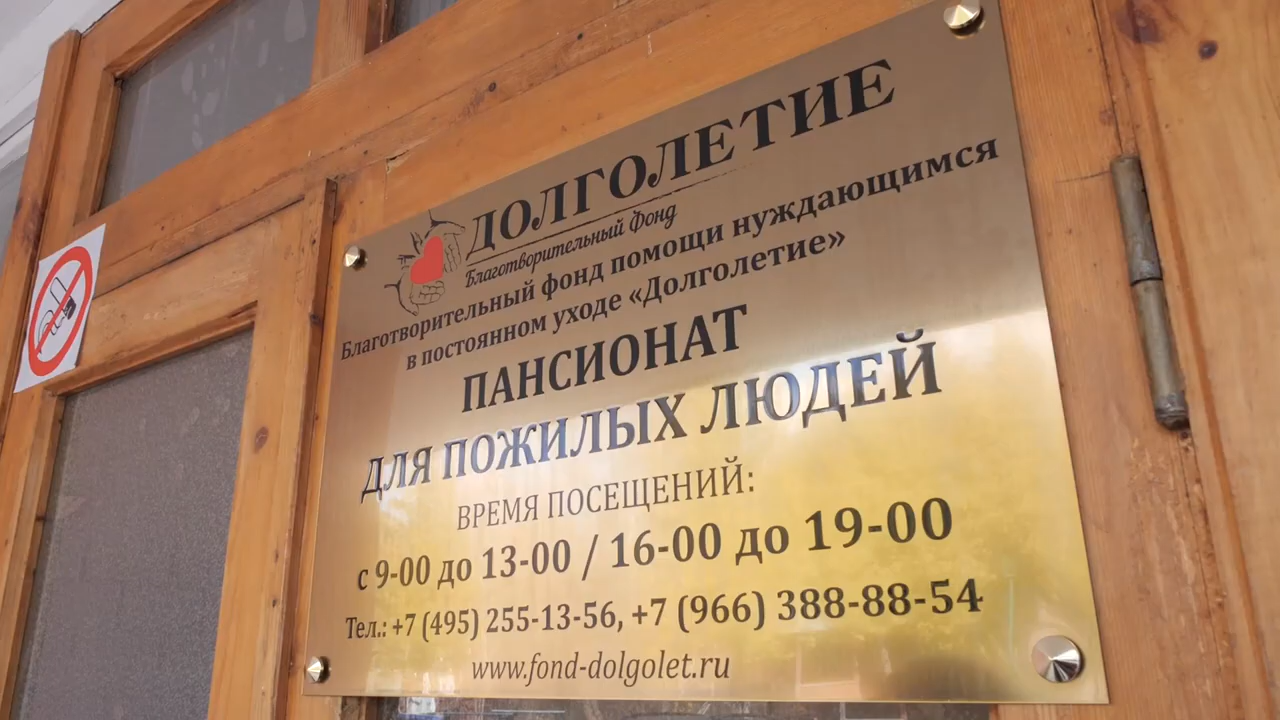 ДОЛГОЛЕТИЕ
Благотворительный Фонд
Благотворительный фонд помощи нуждающимся
в постоянном уходе «Долголетие»
ПАНСИОНАТ
ДЛЯ ПОЖИЛЫХ ЛЮДЕЙ
ВРЕМЯ ПОСЕЩЕНИЙ:
с 9-00 до 13-00 / 16-00 до 19-00
Тел.: +7 (495) 255-13-56, +7 (966) 388-88-54
www.fond-dolgolet.ru